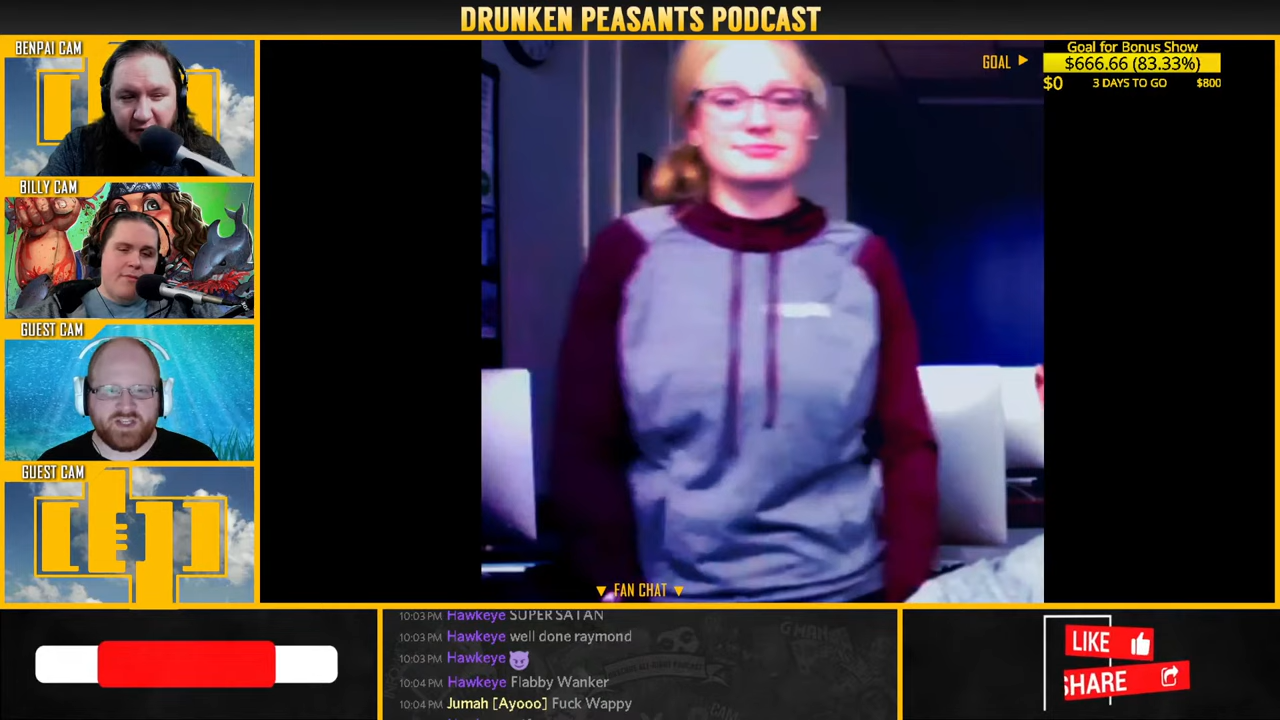 DRUNKEN PEASANTS PODCAST
BENPAI CAM
BILLY CAM
GUEST CAM
GUEST CAM
GOAL ▶
Goal for Bonus Show
$666.66 (83.33%)
$0 3 DAYS TO GO $800
▼ FAN CHAT ▼
10:03 PM Hawkeye SUPER SATAN
10:03 PM Hawkeye well done raymond
10:03 PM Hawkeye 😈
10:04 PM Hawkeye Flabby Wanker
10:04 PM Jumah [Ayooo] Fuck Wappy
LIKE
SHARE